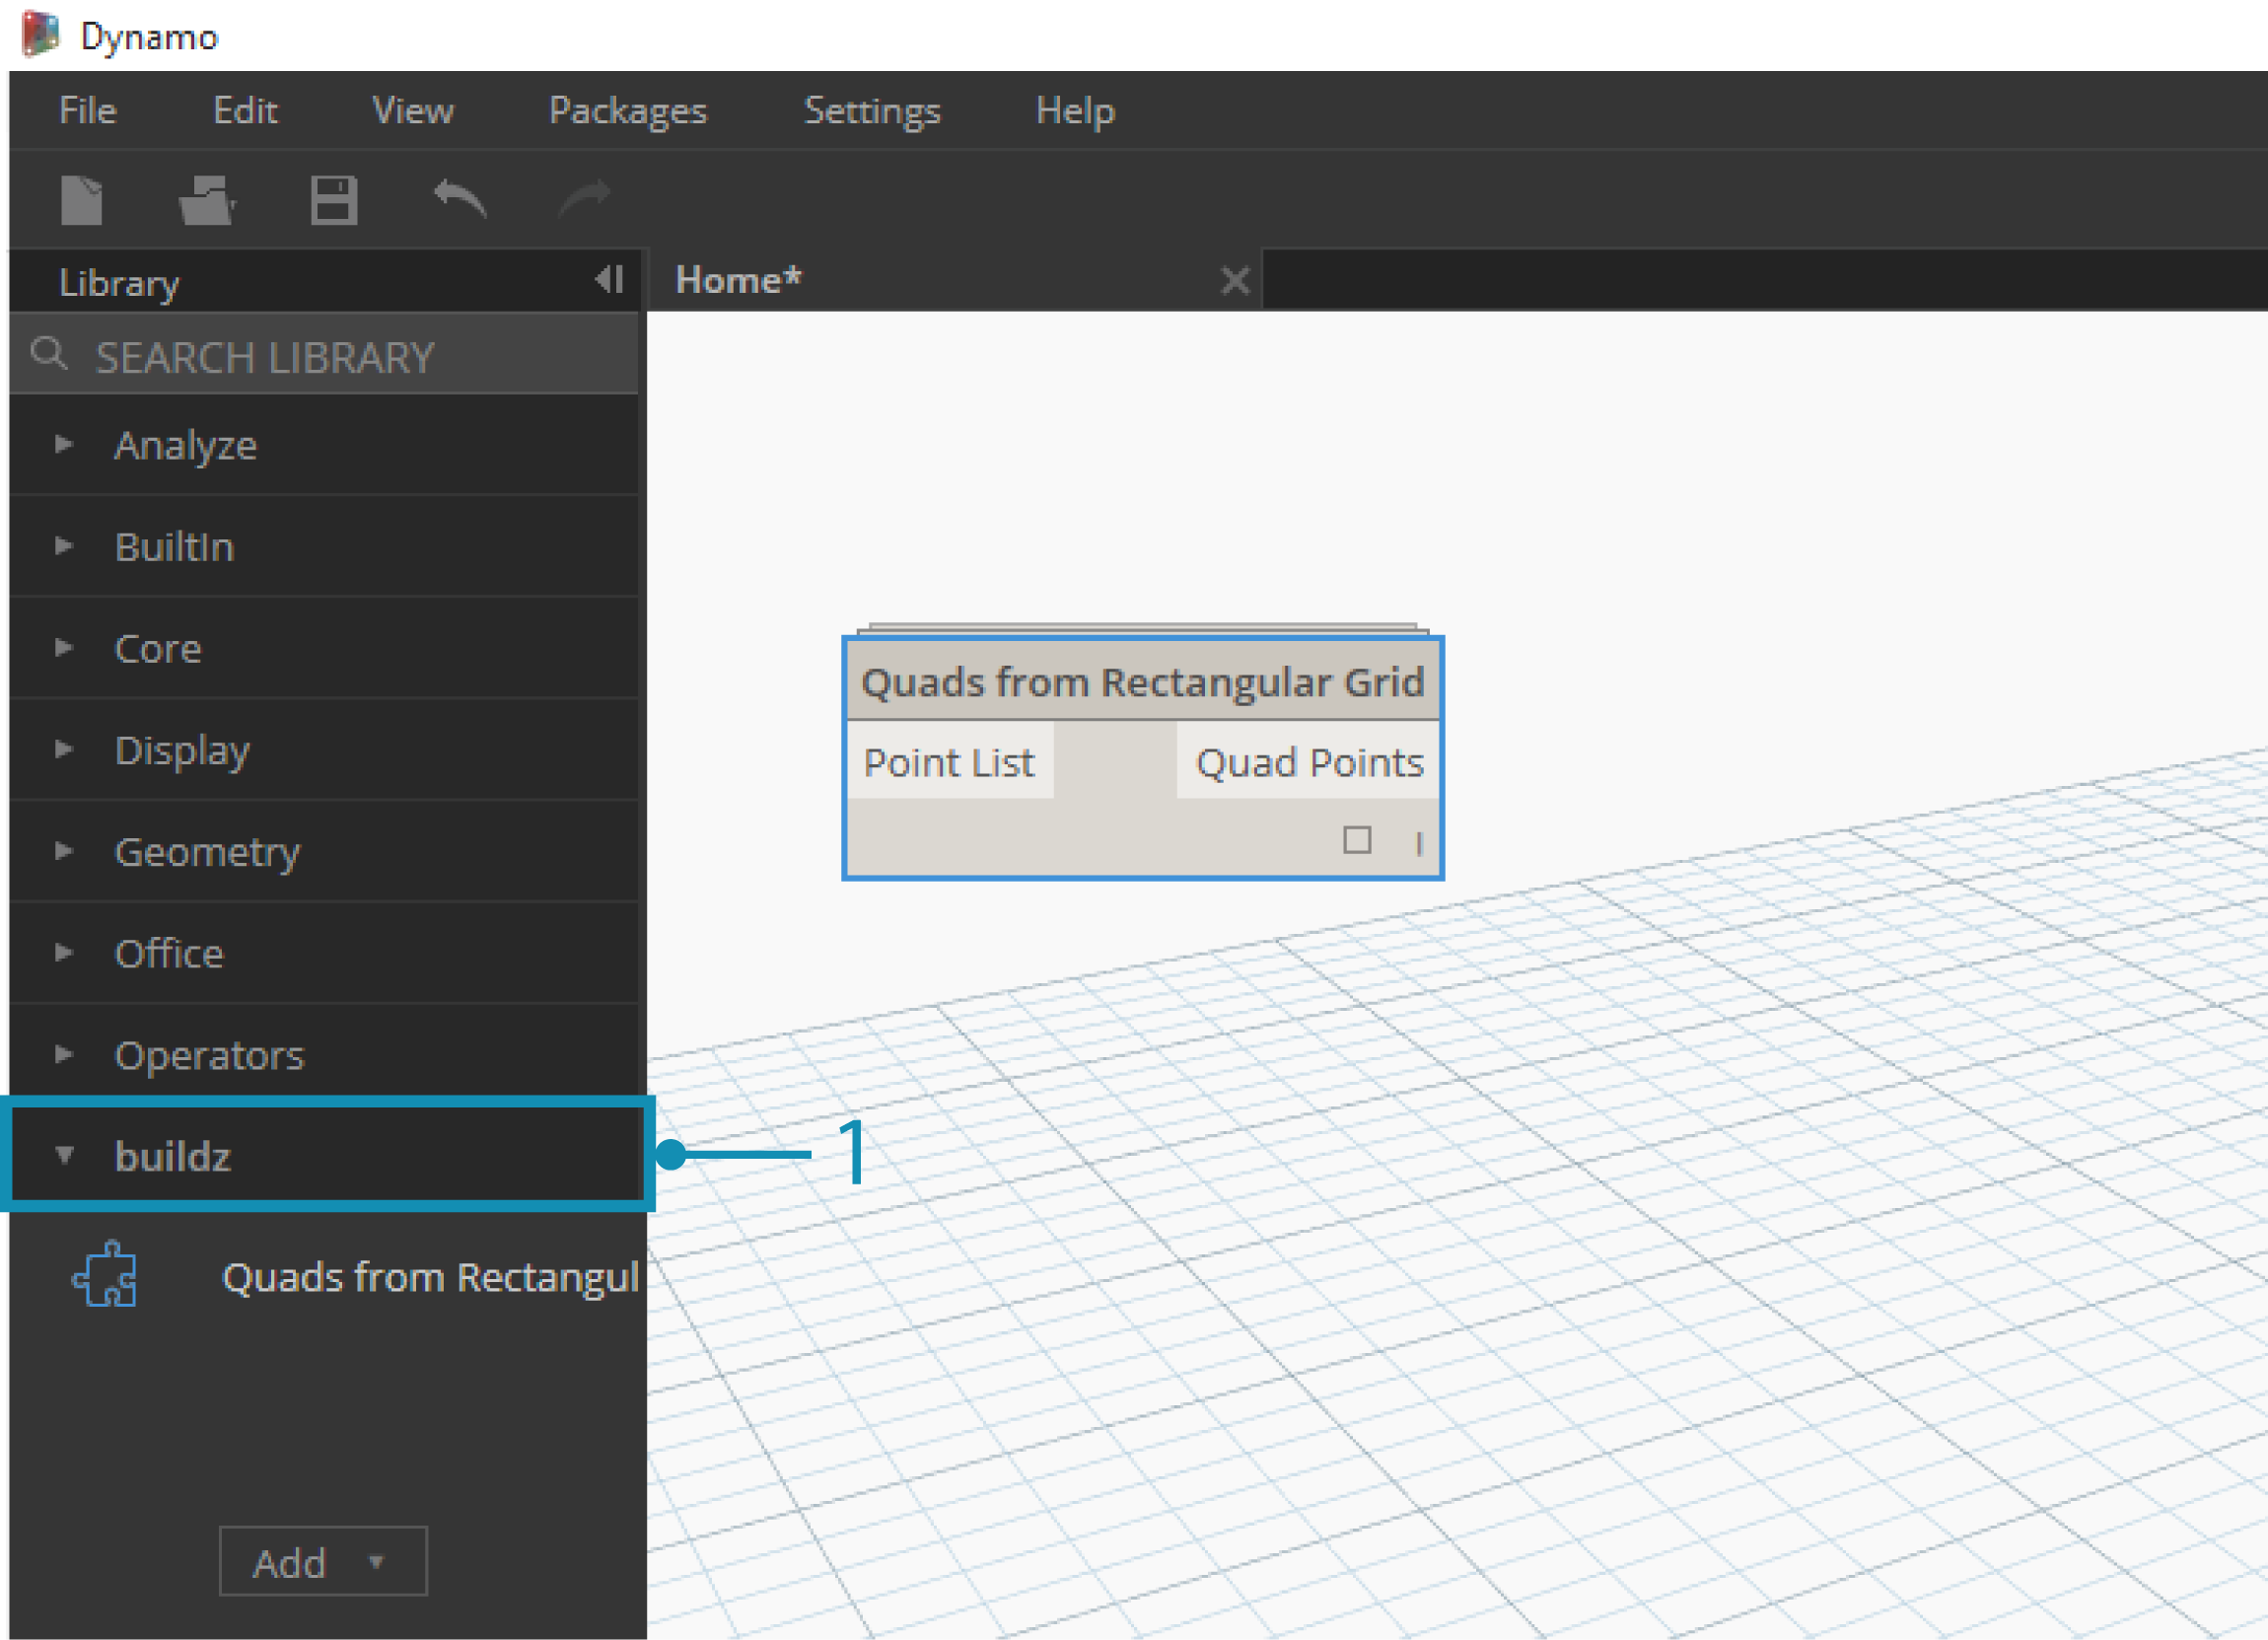 Dynamo
File Edit View Packages Settings Help
Library
Home*
SEARCH LIBRARY
Analyze
BuiltIn
Core
Display
Geometry
Office
Operators
buildz
Quads from Rectangul
Add
Quads from Rectangular Grid
Point List Quad Points
l
1